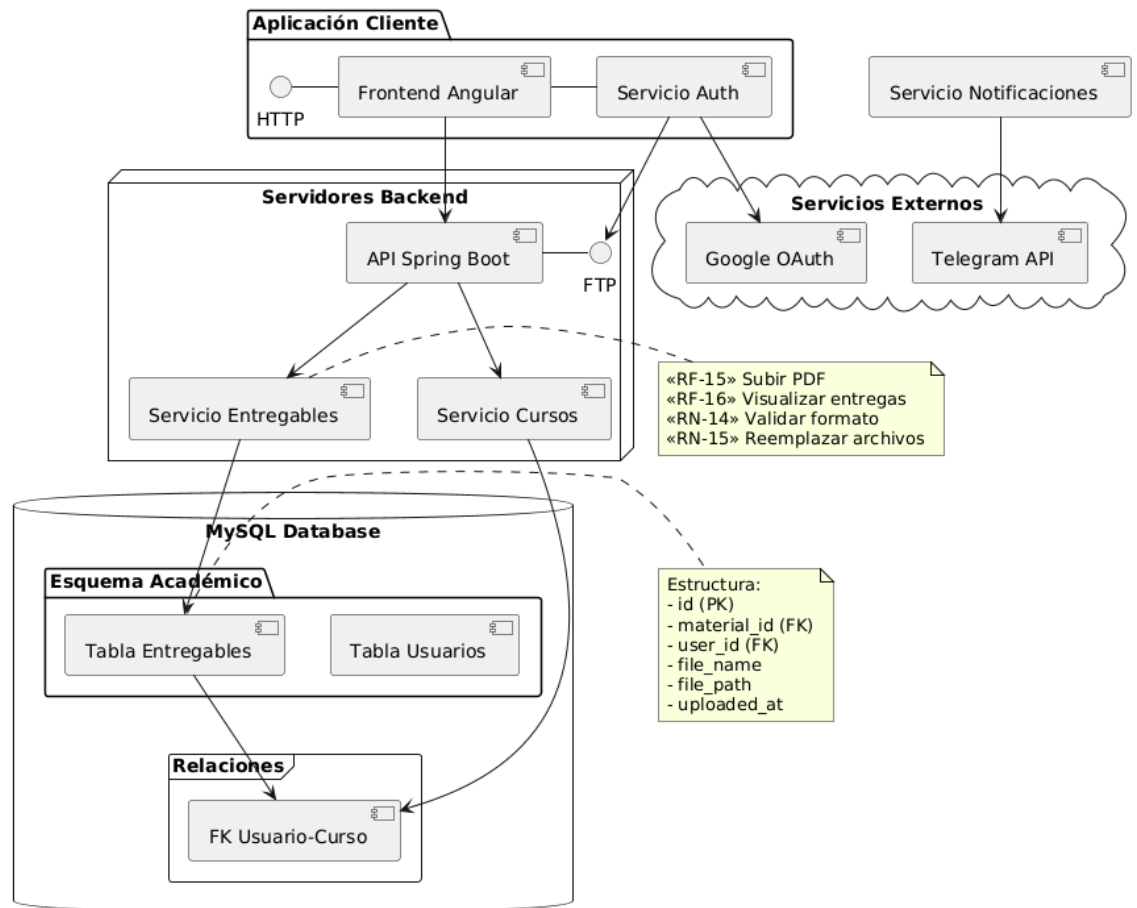 Aplicación Cliente
HTTP
Frontend Angular
Servicio Auth
Servicio Notificaciones
Servidores Backend
API Spring Boot
FTP
Servicios Externos
Google OAuth
Telegram API
Servicio Entregables
Servicio Cursos
«RF-15» Subir PDF
«RF-16» Visualizar entregas
«RN-14» Validar formato
«RN-15» Reemplazar archivos
MySQL Database
Esquema Académico
Tabla Entregables
Tabla Usuarios
Estructura:
- id (PK)
- material_id (FK)
- user_id (FK)
- file_name
- file_path
- uploaded_at
Relaciones
FK Usuario-Curso